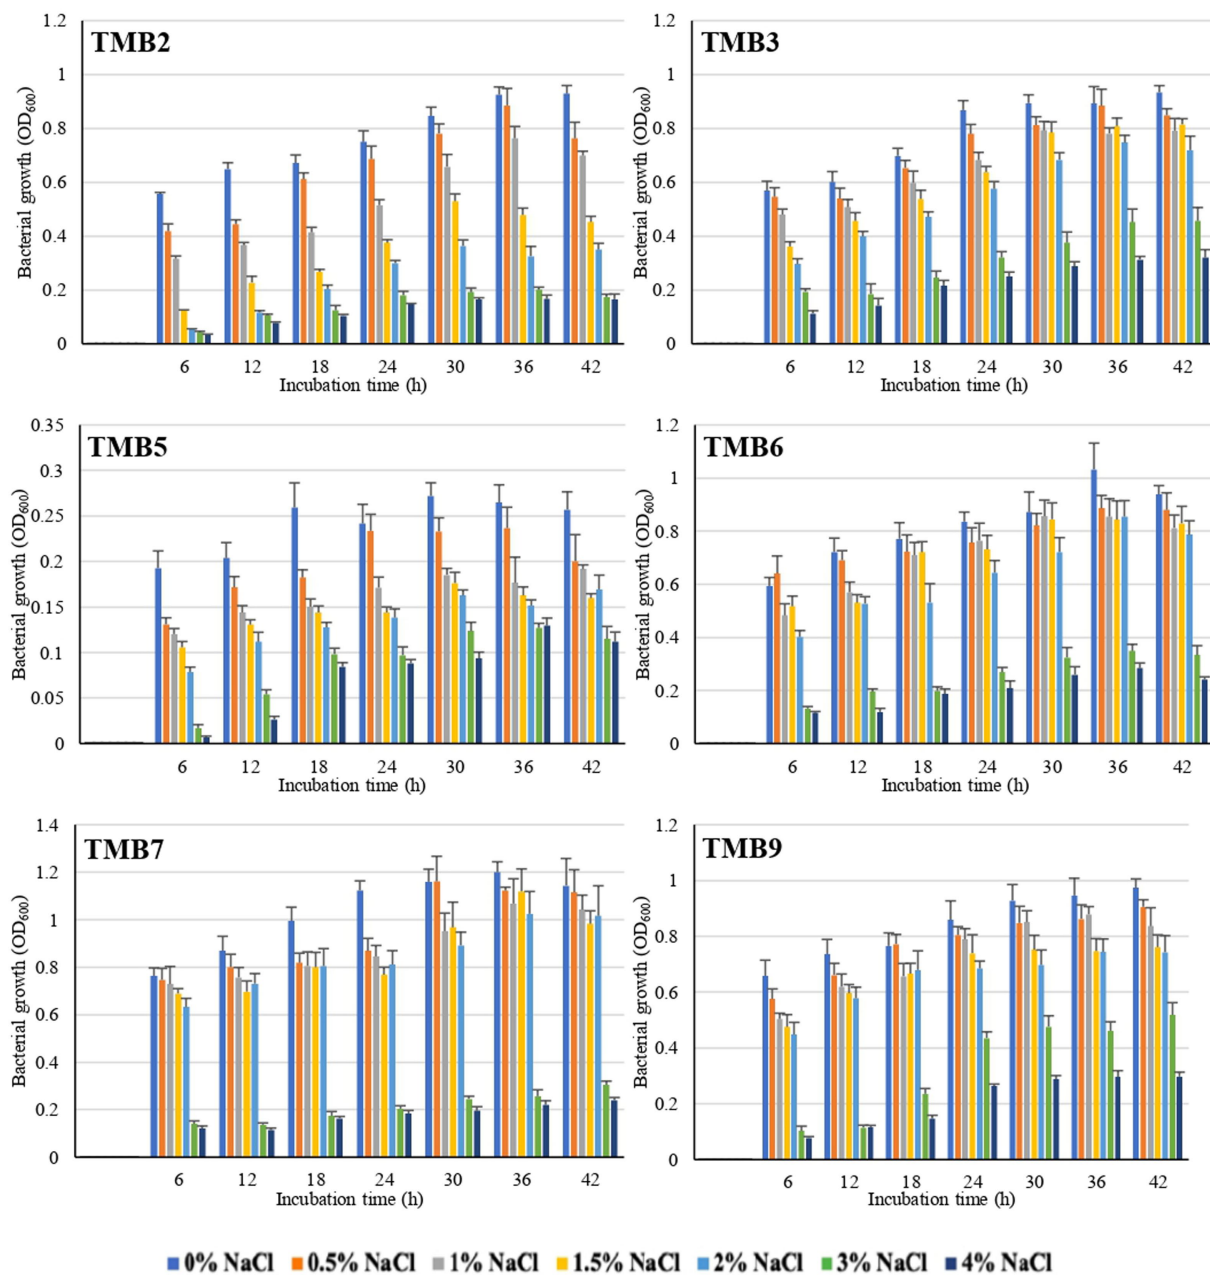 TMB2
Bacterial growth (OD600)
1.2
1
0.8
0.6
0.4
0.2
0
6 12 18 24 30 36 42
Incubation time (h)
TMB3
Bacterial growth (OD600)
1.2
1
0.8
0.6
0.4
0.2
0
6 12 18 24 30 36 42
Incubation time (h)
TMB5
Bacterial growth (OD600)
0.35
0.3
0.25
0.2
0.15
0.1
0.05
0
6 12 18 24 30 36 42
Incubation time (h)
TMB6
Bacterial growth (OD600)
1.2
1
0.8
0.6
0.4
0.2
0
6 12 18 24 30 36 42
Incubation time (h)
TMB7
Bacterial growth (OD600)
1.4
1.2
1
0.8
0.6
0.4
0.2
0
6 12 18 24 30 36 42
Incubation time (h)
TMB9
Bacterial growth (OD600)
1.2
1
0.8
0.6
0.4
0.2
0
6 12 18 24 30 36 42
Incubation time (h)
0% NaCl 0.5% NaCl 1% NaCl 1.5% NaCl 2% NaCl 3% NaCl 4% NaCl